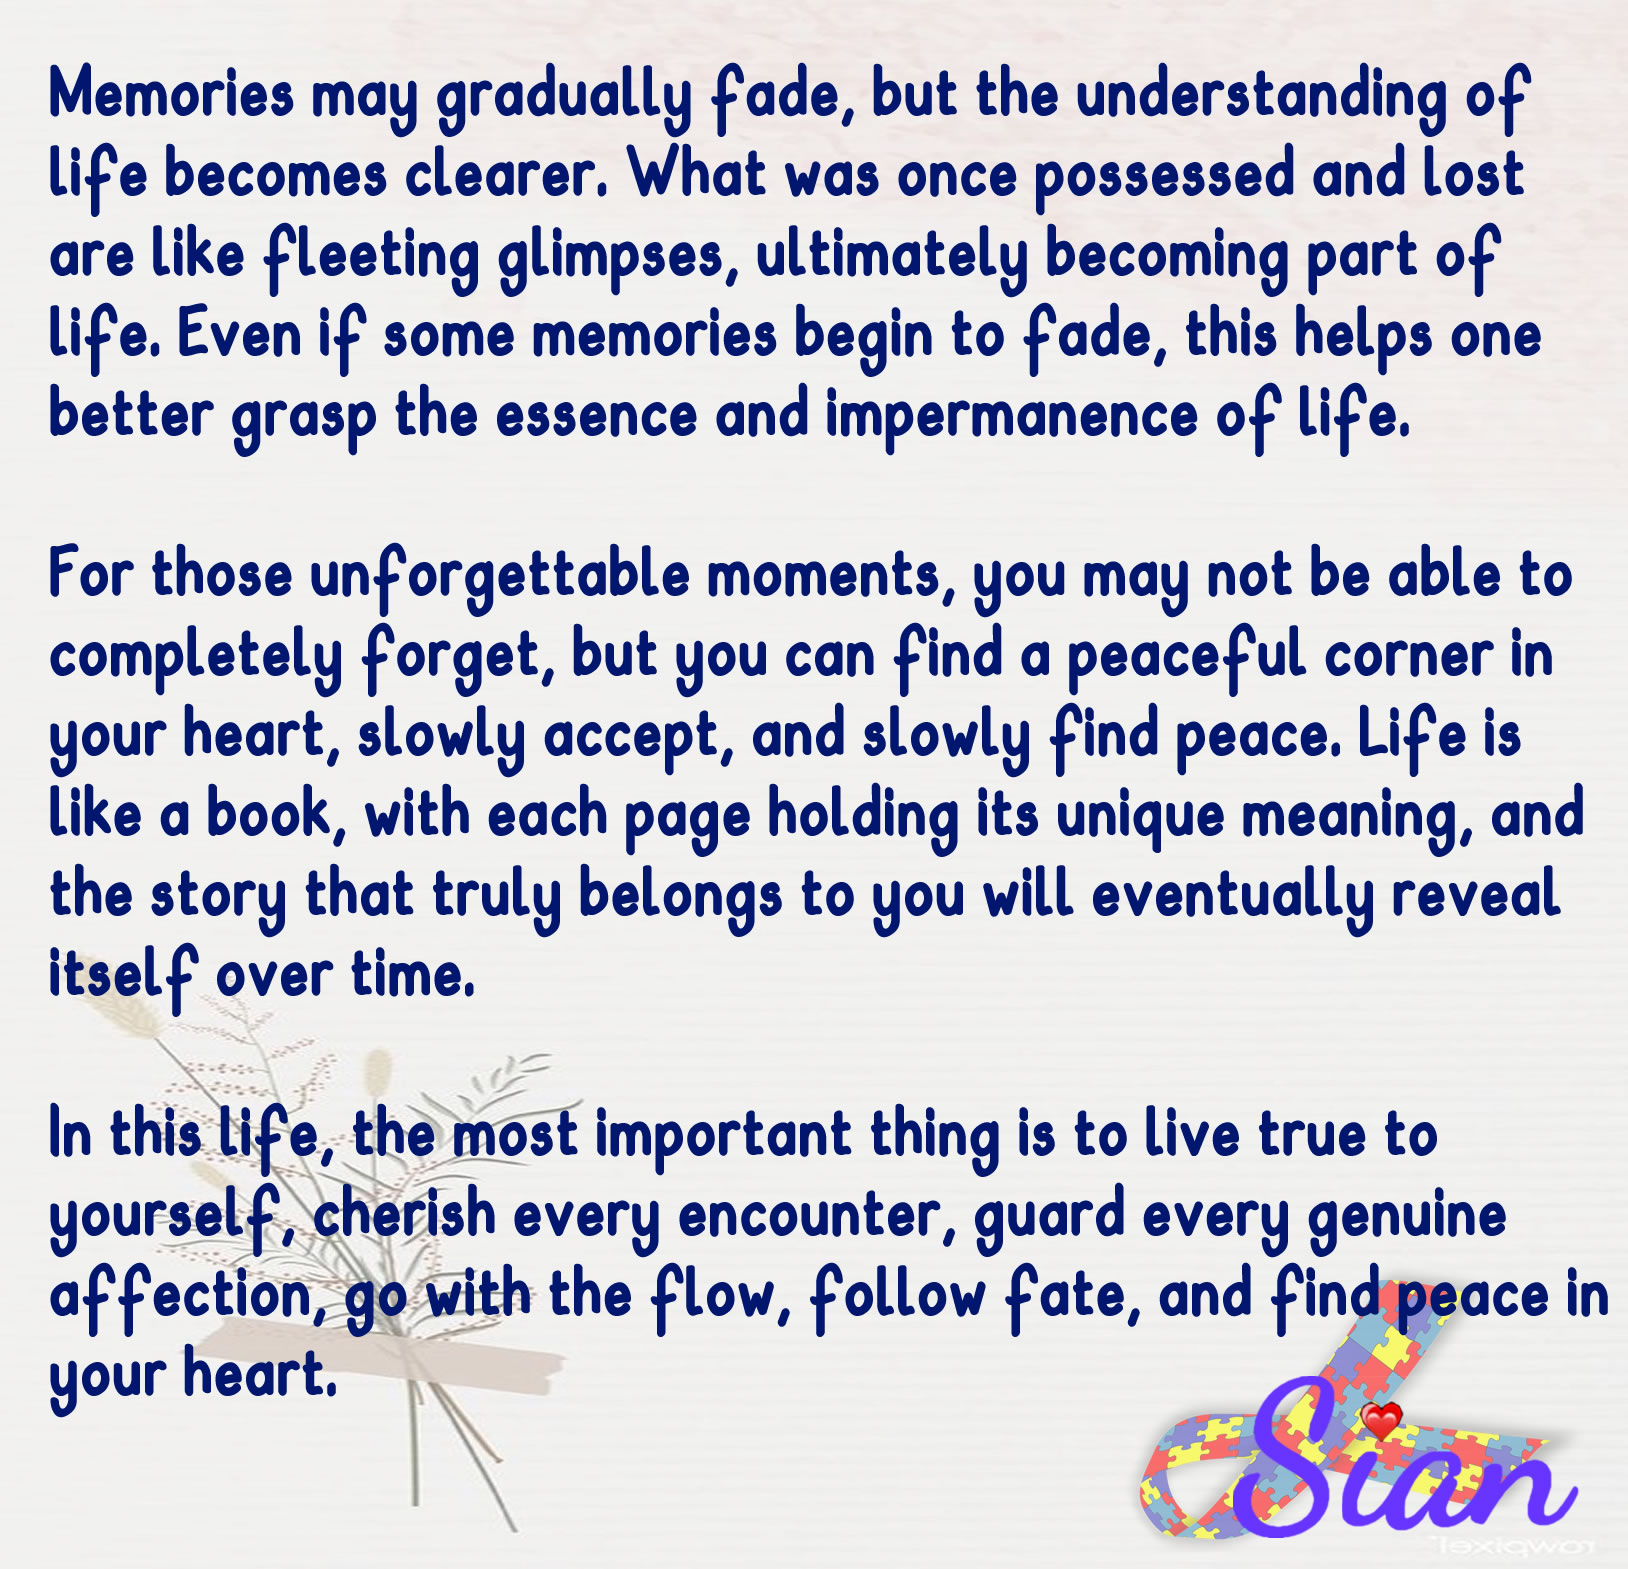 Memories may gradually fade, but the understanding of
life becomes clearer. What was once possessed and lost
are like fleeting glimpses, ultimately becoming part of
life. Even if some memories begin to fade, this helps one
better grasp the essence and impermanence of life.
For those unforgettable moments, you may not be able to
completely forget, but you can find a peaceful corner in
your heart, slowly accept, and slowly find peace. Life is
like a book, with each page holding its unique meaning, and
the story that truly belongs to you will eventually reveal
itself over time.
In this life, the most important thing is to live true to
yourself, cherish every encounter, guard every genuine
affection, go with the flow, follow fate, and find peace in
your heart.
Sian